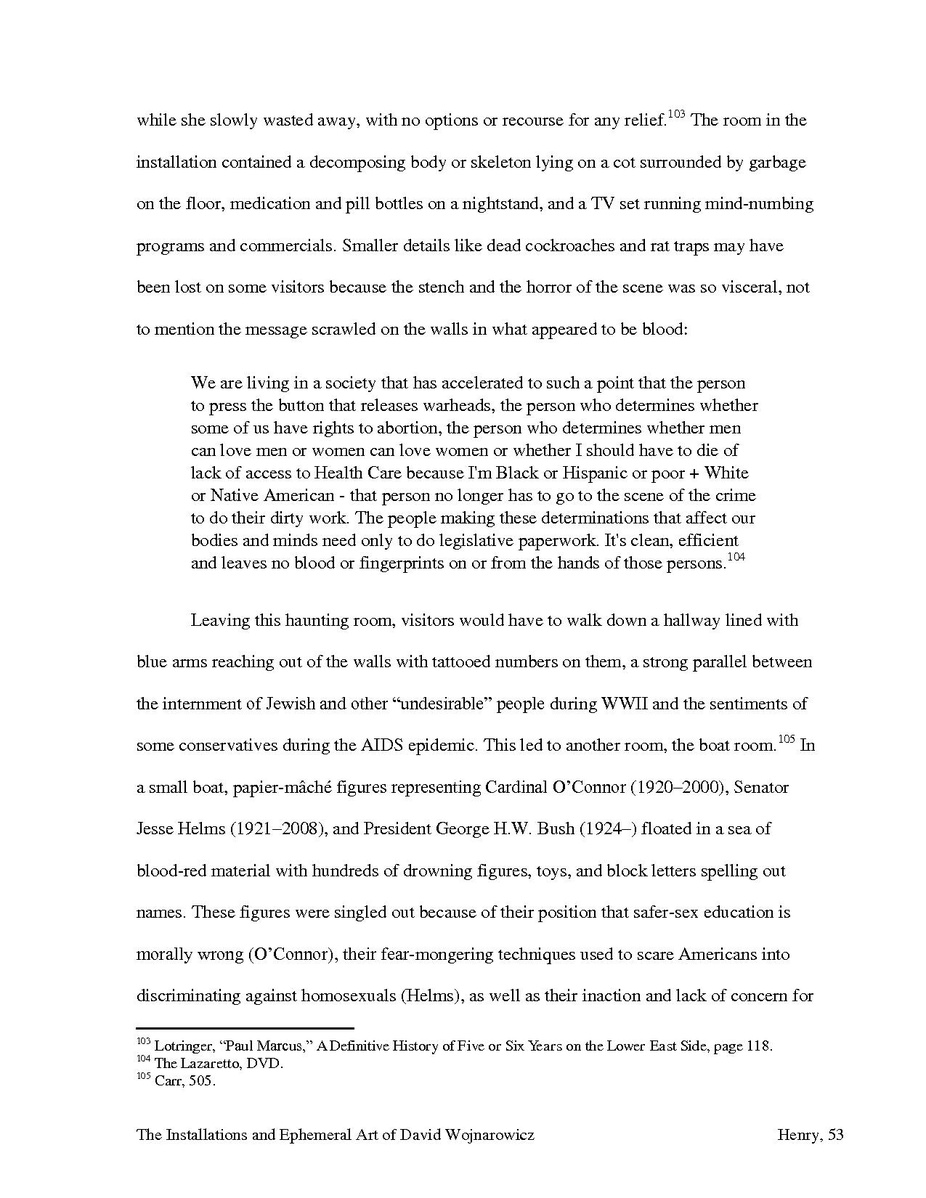 while she slowly wasted away, with no options or recourse for any relief.103 The room in the
installation contained a decomposing body or skeleton lying on a cot surrounded by garbage
on the floor, medication and pill bottles on a nightstand, and a TV set running mind-numbing
programs and commercials. Smaller details like dead cockroaches and rat traps may have
been lost on some visitors because the stench and the horror of the scene was so visceral, not
to mention the message scrawled on the walls in what appeared to be blood:
We are living in a society that has accelerated to such a point that the person
to press the button that releases warheads, the person who determines whether
some of us have rights to abortion, the person who determines whether men
can love men or women can love women or whether I should have to die of
lack of access to Health Care because I'm Black or Hispanic or poor + White
or Native American - that person no longer has to go to the scene of the crime
to do their dirty work. The people making these determinations that affect our
bodies and minds need only to do legislative paperwork. It's clean, efficient
and leaves no blood or fingerprints on or from the hands of those persons.104
Leaving this haunting room, visitors would have to walk down a hallway lined with
blue arms reaching out of the walls with tattooed numbers on them, a strong parallel between
the internment of Jewish and other “undesirable” people during WWII and the sentiments of
some conservatives during the AIDS epidemic. This led to another room, the boat room.105 In
a small boat, papier-mâché figures representing Cardinal O’Connor (1920–2000), Senator
Jesse Helms (1921–2008), and President George H.W. Bush (1924–) floated in a sea of
blood-red material with hundreds of drowning figures, toys, and block letters spelling out
names. These figures were singled out because of their position that safer-sex education is
morally wrong (O’Connor), their fear-mongering techniques used to scare Americans into
discriminating against homosexuals (Helms), as well as their inaction and lack of concern for
103 Lotringer, “Paul Marcus,” A Definitive History of Five or Six Years on the Lower East Side, page 118.
104 The Lazaretto, DVD.
105 Carr, 505.
The Installations and Ephemeral Art of David Wojnarowicz Henry, 53